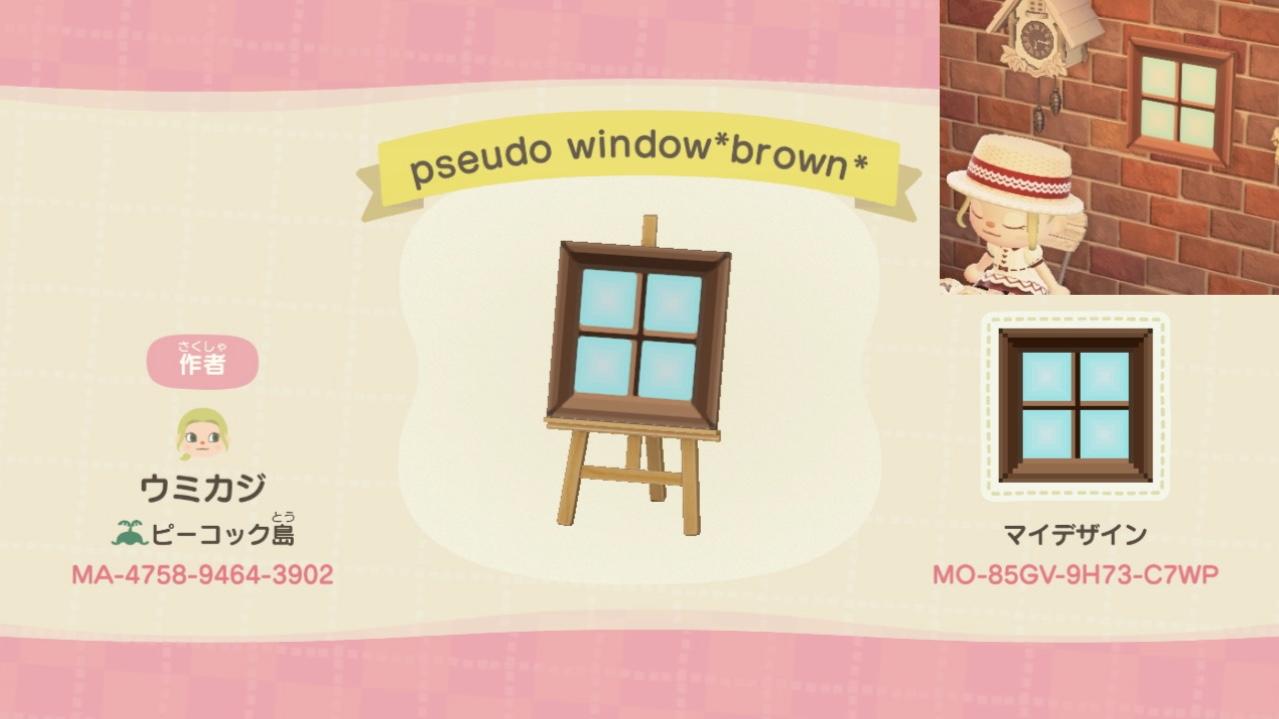 pseudo window*brown*
さくしゃ
作者
ウミカジ
とう
ピーコック島
MA-4758-9464-3902
マイデザイン
MO-85GV-9H73-C7WP